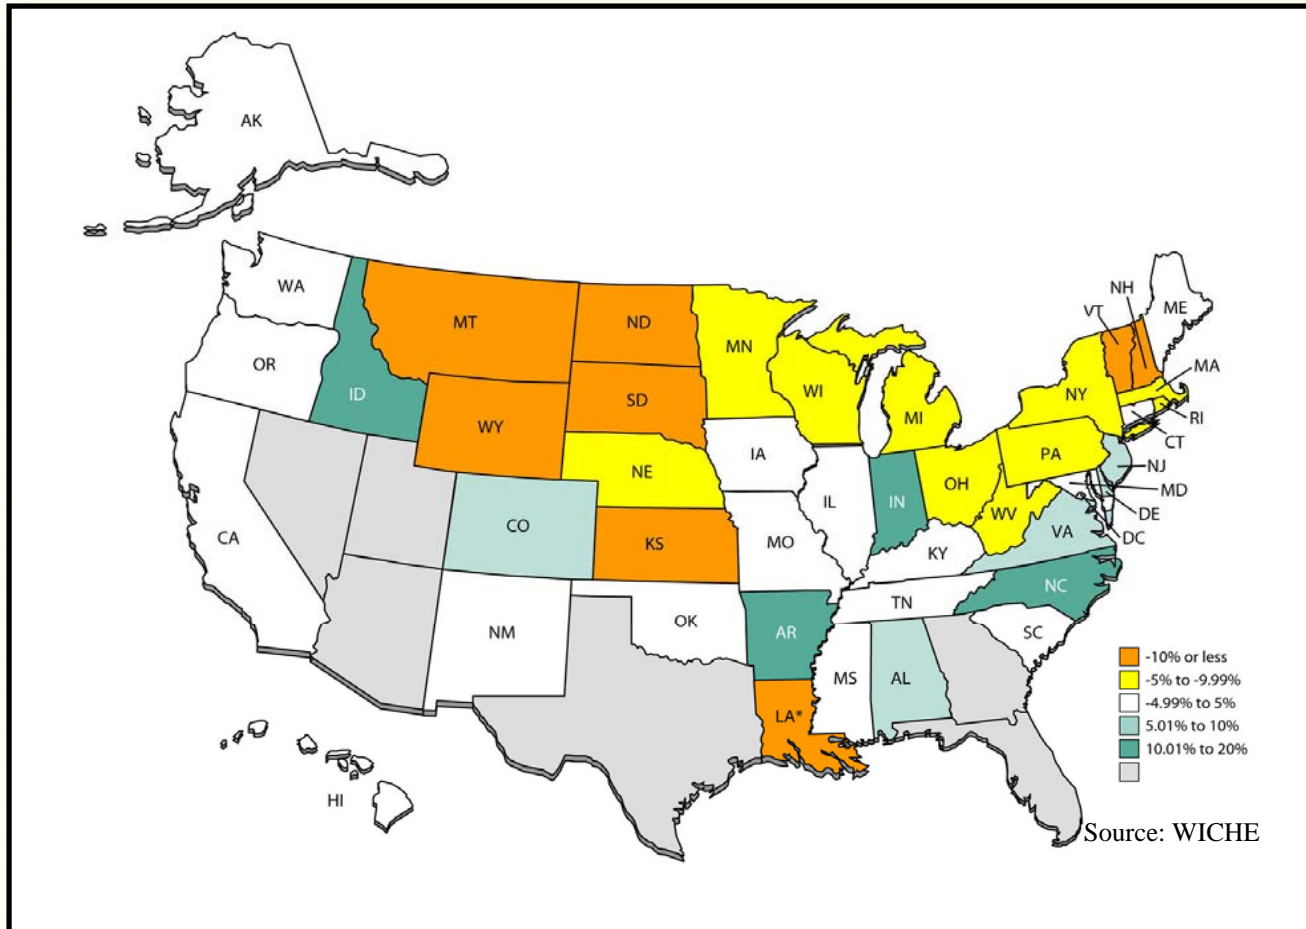 AK
WA
MT
ND
MN
VT
NH
ME
OR
ID
WY
SD
WI
MI
NY
MA
RI
CT
NE
IA
PA
NJ
MD
DE
DC
CA
CO
KS
MO
IL
IN
OH
WV
VA
KY
NM
OK
AR
TN
NC
SC
MS
AL
LA*
HI
-10% or less
-5% to -9.99%
-4.99% to 5%
5.01% to 10%
10.01% to 20%
Source: WICHE